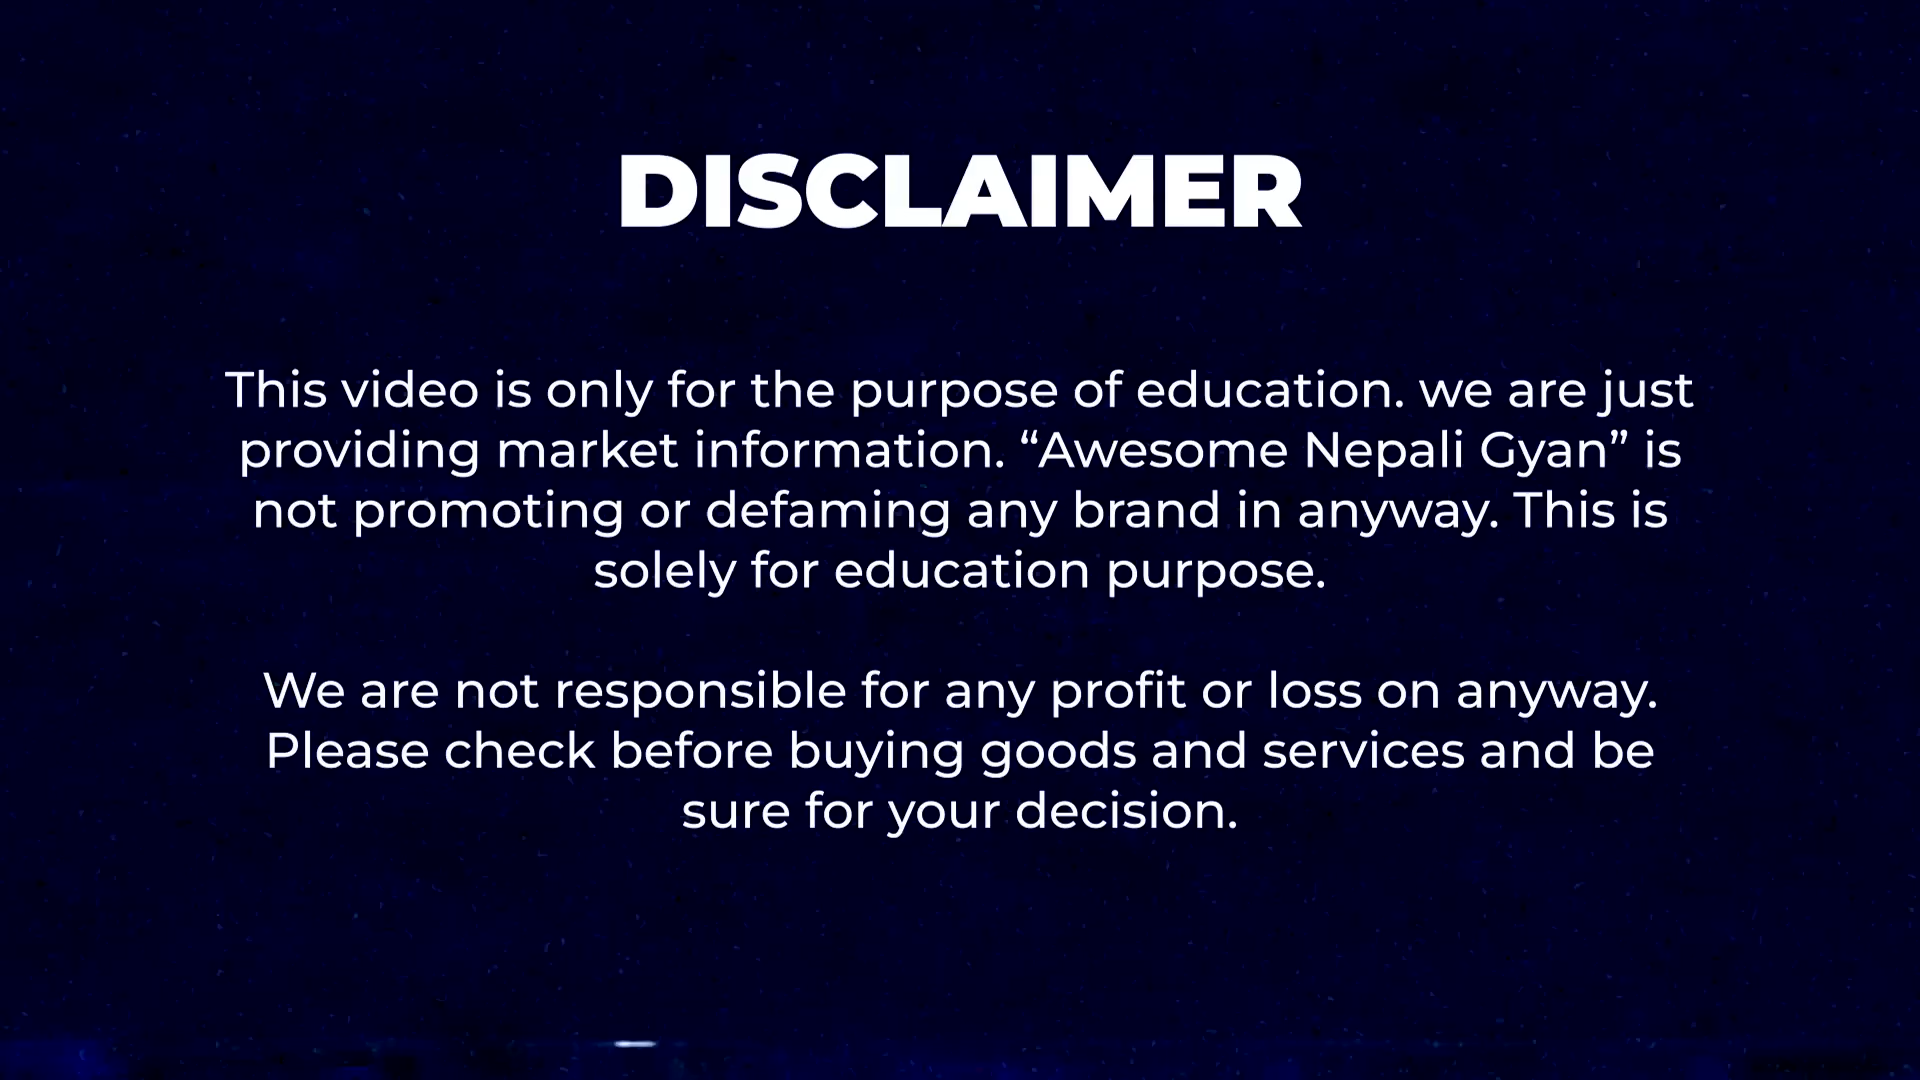 DISCLAIMER
This video is only for the purpose of education. we are just
providing market information. “Awesome Nepali Gyan” is
not promoting or defaming any brand in anyway. This is
solely for education purpose.
We are not responsible for any profit or loss on anyway.
Please check before buying goods and services and be
sure for your decision.